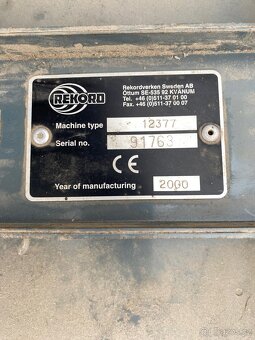 REKORD
Rekordverken Sweden AB
Öttum SE-535 92 KVÄNUM
Tel. +46 (0)511-37 01 00
Fax. +46 (0)511-37 00 07
Machine type 12377
Serial no. 91763
CE
Year of manufacturing 2000